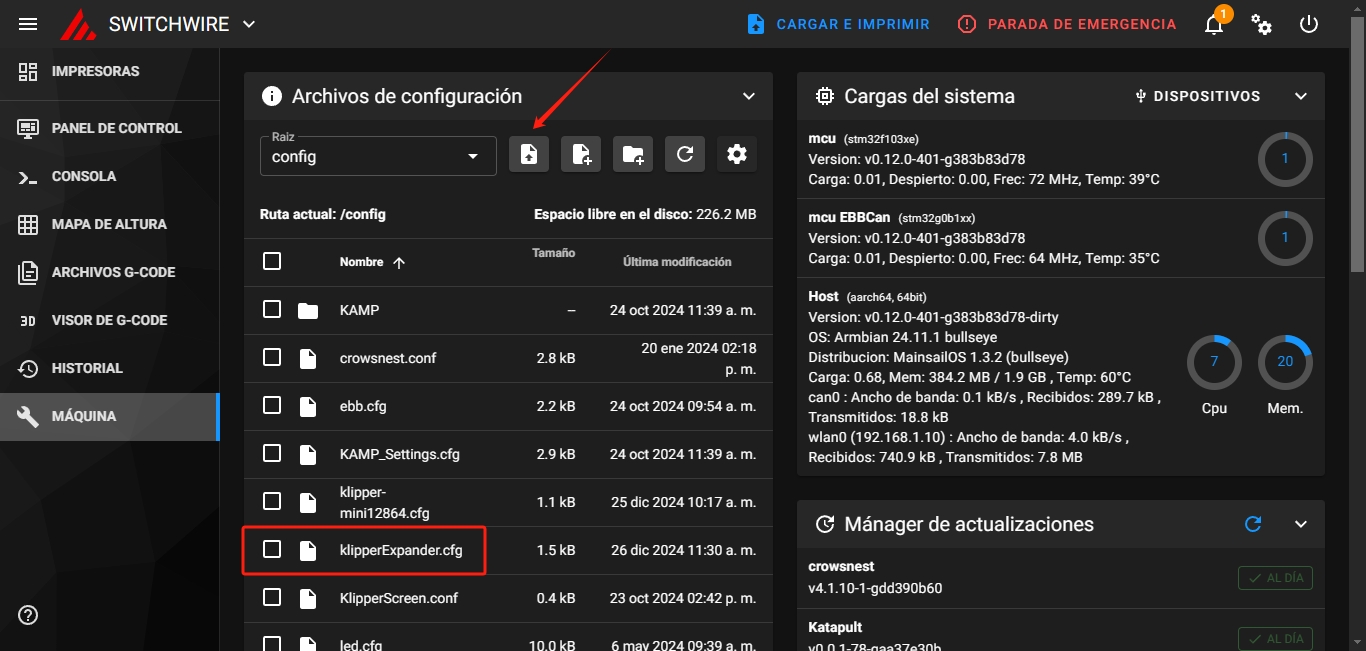 SWITCHWIRE
CARGAR E IMPRIMIR
PARADA DE EMERGENCIA
1
IMPRESORAS
PANEL DE CONTROL
CONSOLA
MAPA DE ALTURA
ARCHIVOS G-CODE
3D VISOR DE G-CODE
HISTORIAL
MÁQUINA
Archivos de configuración
Raiz
config
Ruta actual: /config
Espacio libre en el disco: 226.2 MB
Nombre Tamaño Última modificación
KAMP – 24 oct 2024 11:39 a. m.
crowsnest.conf 2.8 kB 20 ene 2024 02:18
p. m.
ebb.cfg 2.2 kB 24 oct 2024 09:54 a. m.
KAMP_Settings.cfg 2.9 kB 24 oct 2024 11:39 a. m.
klipper-
mini12864.cfg 1.1 kB 25 dic 2024 10:17 a. m.
klipperExpander.cfg 1.5 kB 26 dic 2024 11:30 a. m.
KlipperScreen.conf 0.4 kB 23 oct 2024 02:42 p. m.
led.cfg 10.0 kB 6 may 2024 09:39 a. m.
Cargas del sistema
DISPOSITIVOS
mcu (stm32f103xe)
Version: v0.12.0-401-g383b83d78
Carga: 0.01, Despierto: 0.00, Frec: 72 MHz, Temp: 39°C
1
mcu EBBCan (stm32g0b1xx)
Version: v0.12.0-401-g383b83d78
Carga: 0.01, Despierto: 0.00, Frec: 64 MHz, Temp: 35°C
1
Host (aarch64, 64bit)
Version: v0.12.0-401-g383b83d78-dirty
OS: Armbian 24.11.1 bullseye
Distribucion: MainsailOS 1.3.2 (bullseye)
Carga: 0.68, Mem: 384.2 MB / 1.9 GB , Temp: 60°C
can0 : Ancho de banda: 0.1 kB/s , Recibidos: 289.7 kB ,
Transmitidos: 18.8 kB
wlan0 (192.168.1.10) : Ancho de banda: 4.0 kB/s ,
Recibidos: 740.9 kB , Transmitidos: 7.8 MB
7
20
Cpu
Mem.
Mánager de actualizaciones
crowsnest
v4.1.10-1-gdd390b60
AL DÍA
Katapult
v0.0.1-78-gaa37e30b
AL DÍA